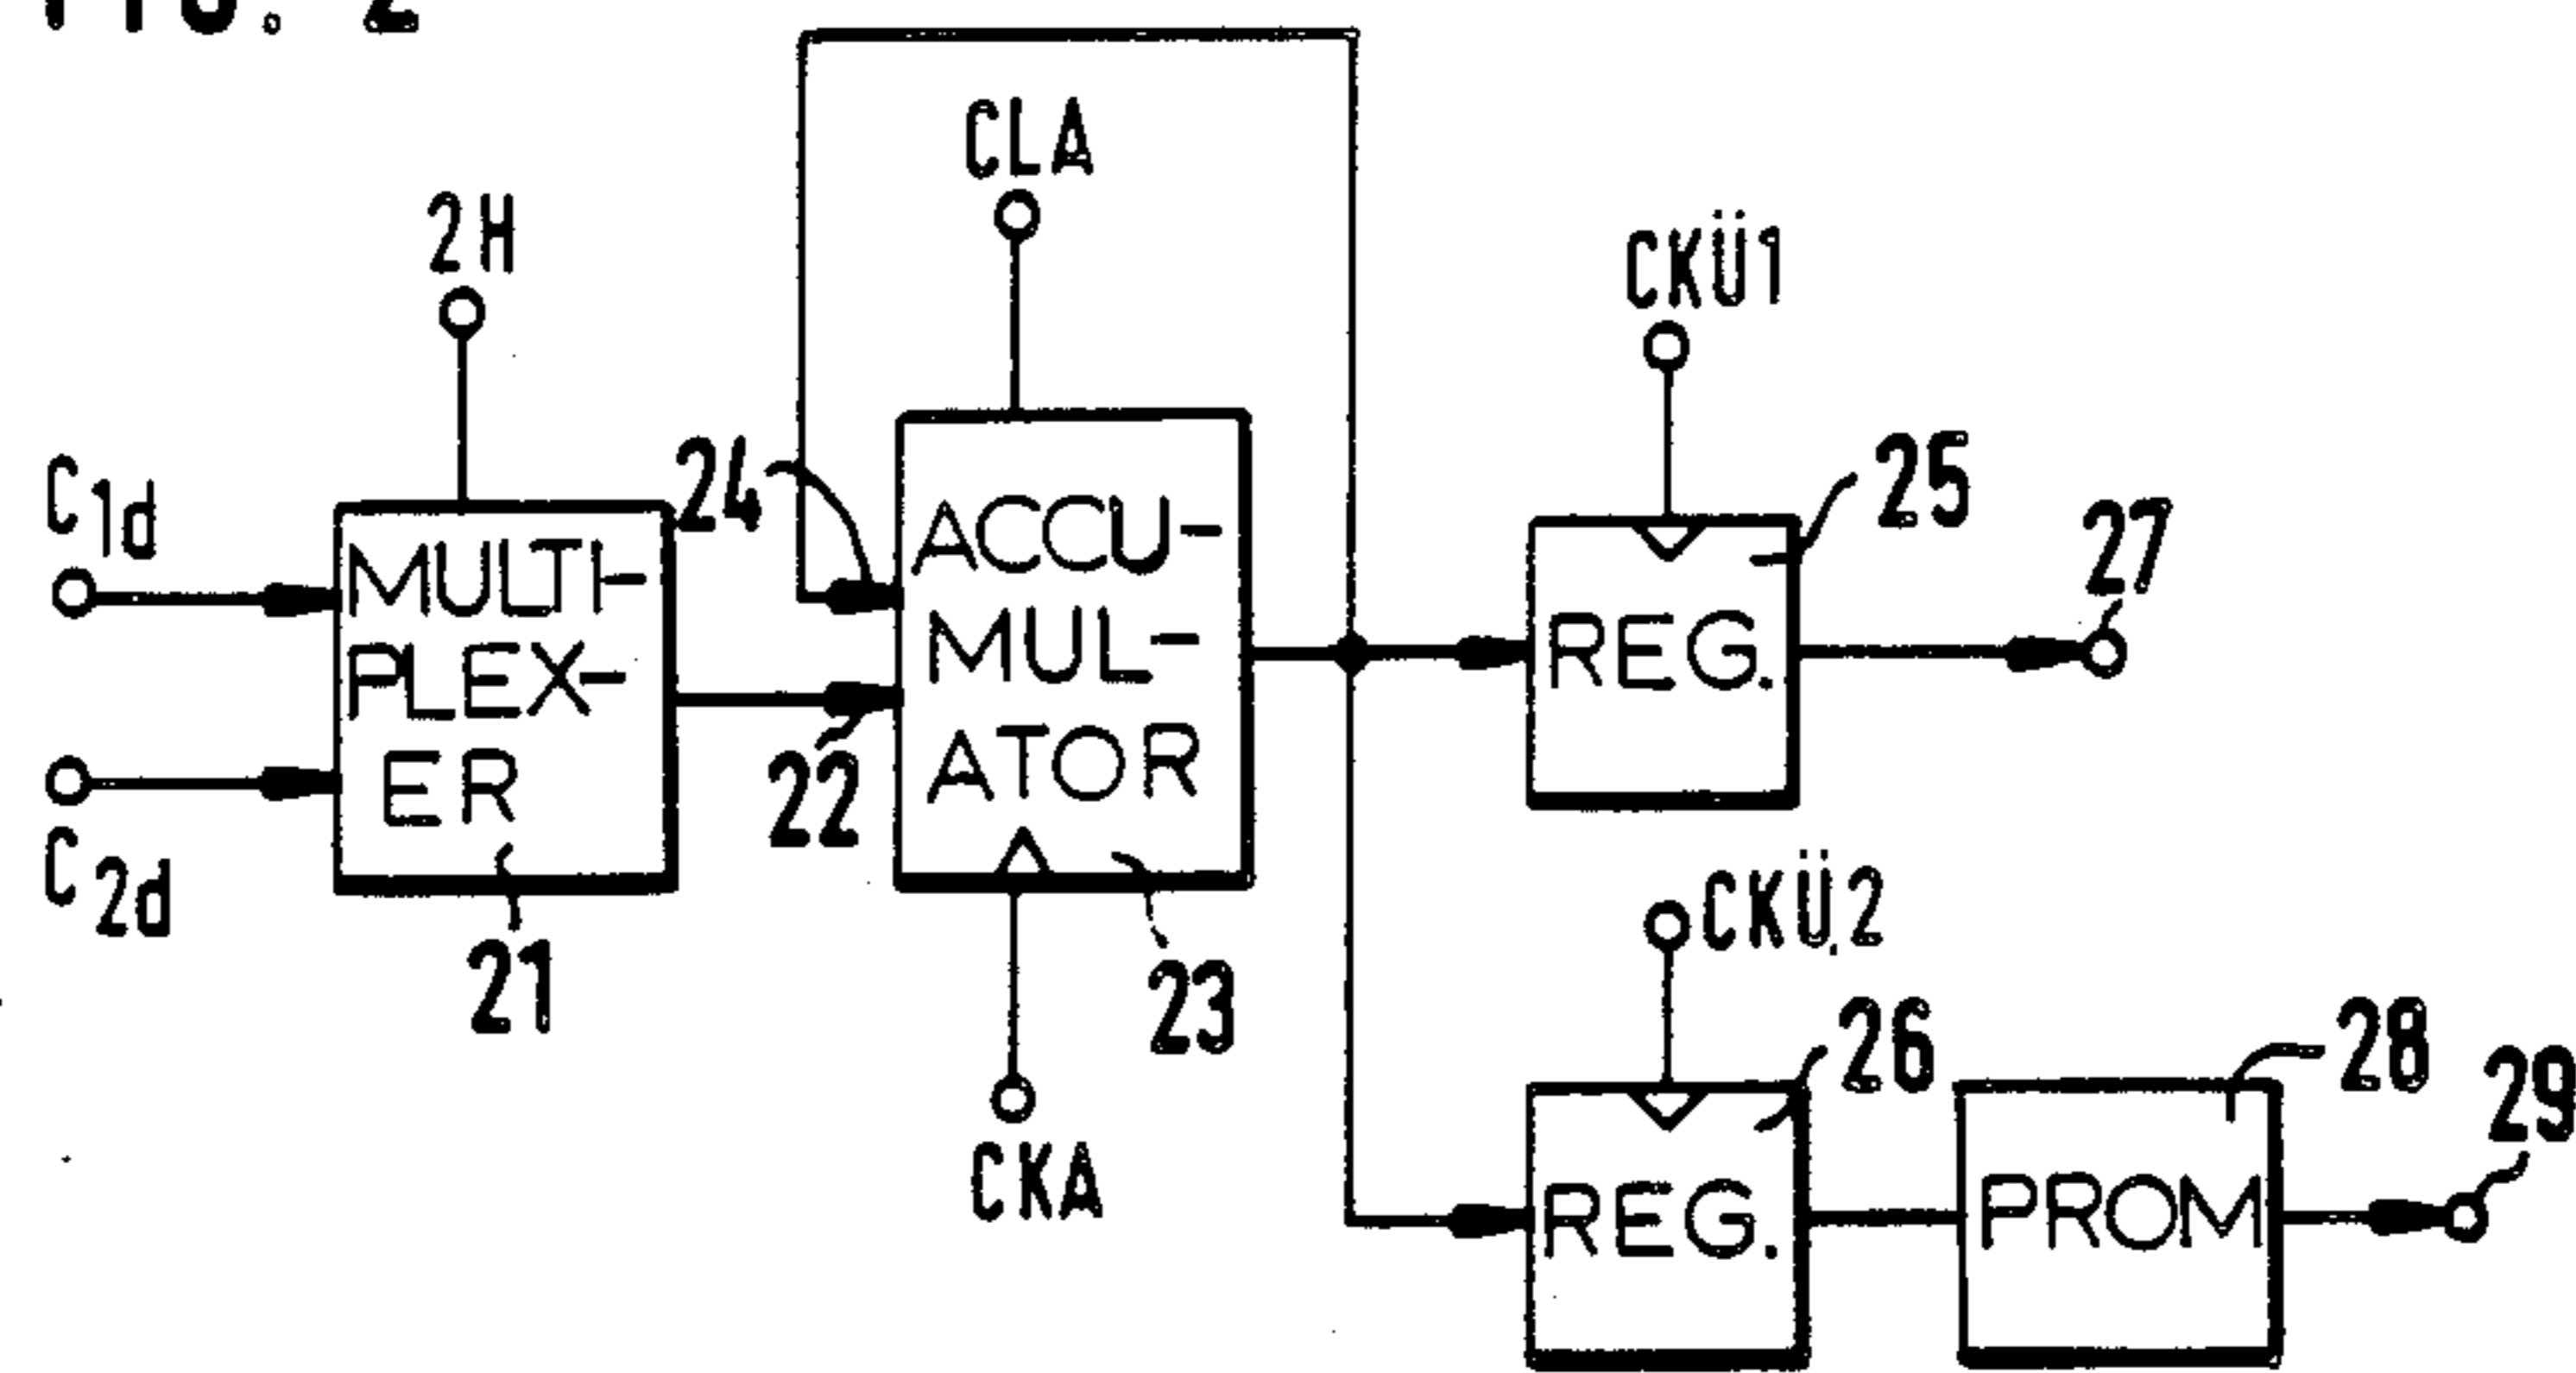 FIG. 2
CLA
2H
CKÜ1
C1d
24
25
27
MULTI-
PLEX-
ER
ACCU-
MUL-
ATOR
REG.
22
C2d
21
23
CKA
CKÜ2
26
28
29
REG.
PROM